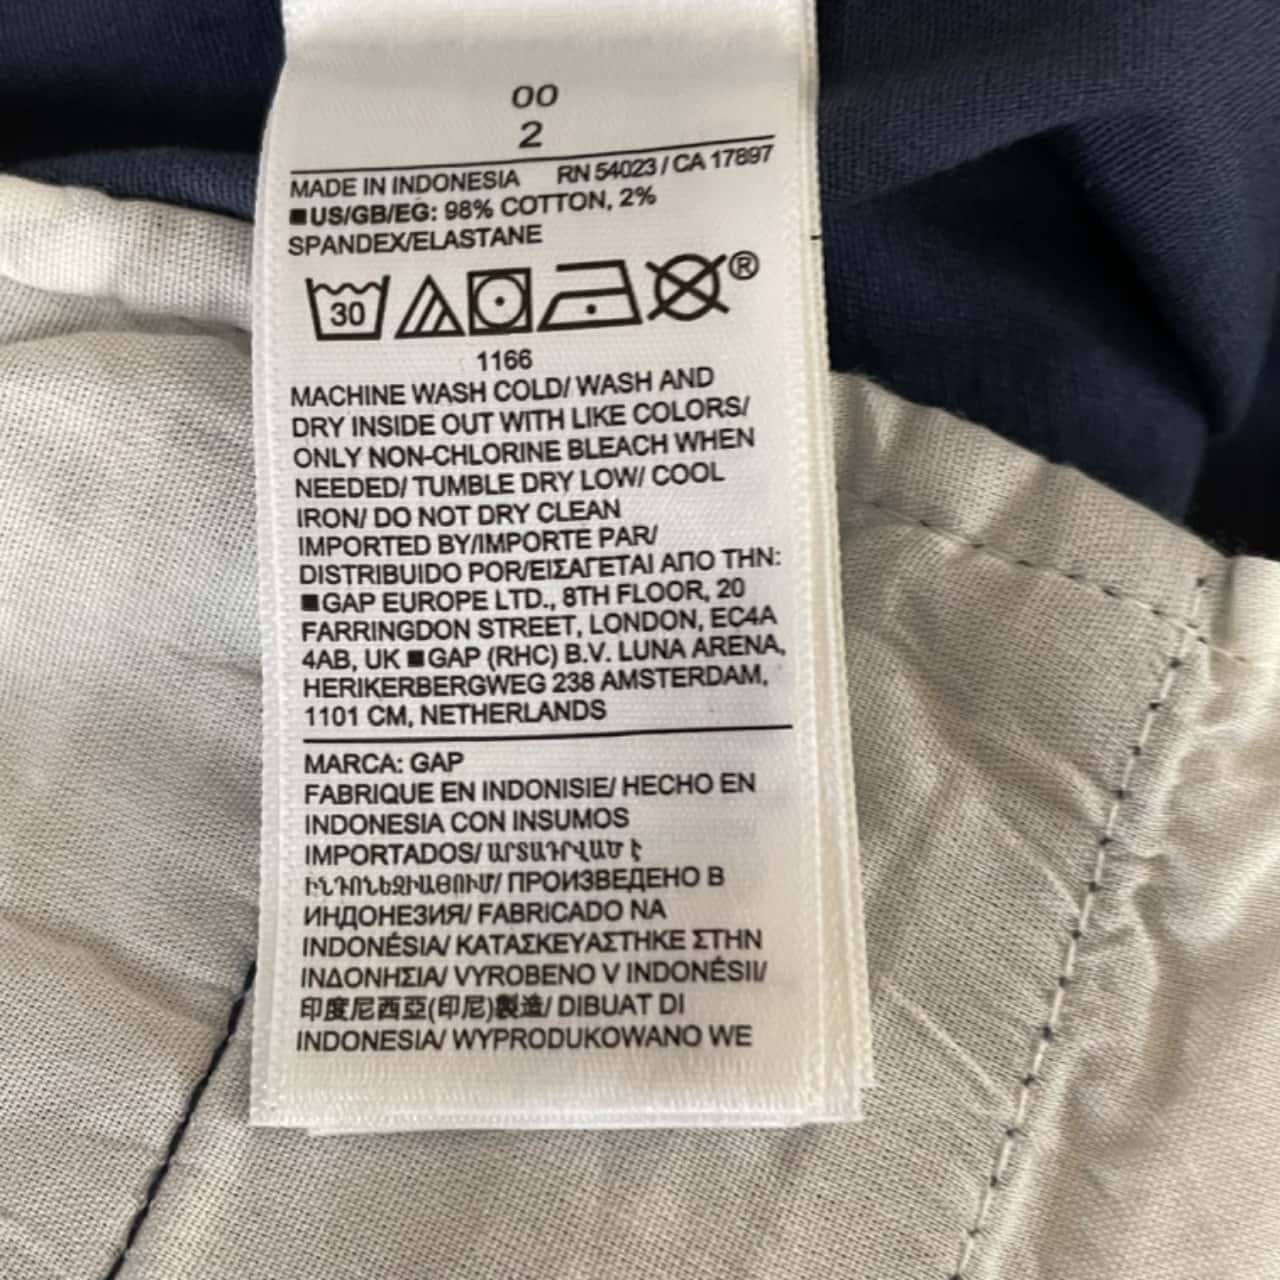 00
2
MADE IN INDONESIA RN 54023 / CA 17897
■US/GB/EG: 98% COTTON, 2%
SPANDEX/ELASTANE
30 ®
1166
MACHINE WASH COLD/ WASH AND
DRY INSIDE OUT WITH LIKE COLORS/
ONLY NON-CHLORINE BLEACH WHEN
NEEDED/ TUMBLE DRY LOW/ COOL
IRON/ DO NOT DRY CLEAN
IMPORTED BY/IMPORTE PAR/
DISTRIBUIDO POR/ΕΙΣΑΓΕΤΑΙ ΑΠΟ ΤΗΝ:
■GAP EUROPE LTD., 8TH FLOOR, 20
FARRINGDON STREET, LONDON, EC4A
4AB, UK ■GAP (RHC) B.V. LUNA ARENA,
HERIKERBERGWEG 238 AMSTERDAM,
1101 CM, NETHERLANDS
MARCA: GAP
FABRIQUE EN INDONISIE/ HECHO EN
INDONESIA CON INSUMOS
IMPORTADOS/ ԱՐՏԱԴՐՎԱԾ Է
ԻՆԴՈՆԵԶԻԱՅՈՒՄ/ ПРОИЗВЕДЕНО В
ИНДОНЕЗИЯ/ FABRICADO NA
INDONÉSIA/ ΚΑΤΑΣΚΕΥΑΣΤΗΚΕ ΣΤΗΝ
ΙΝΔΟΝΗΣΙΑ/ VYROBENO V INDONÉSII/
印度尼西亞(印尼)製造/ DIBUAT DI
INDONESIA/ WYPRODUKOWANO WE